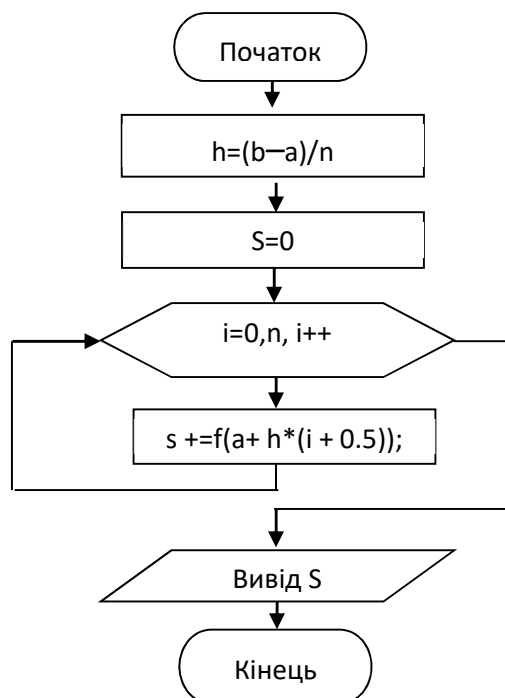 Початок
h=(b−a)/n
S=0
i=0,n, i++
s +=f(a+ h*(i + 0.5));
Вивід S
Кінець